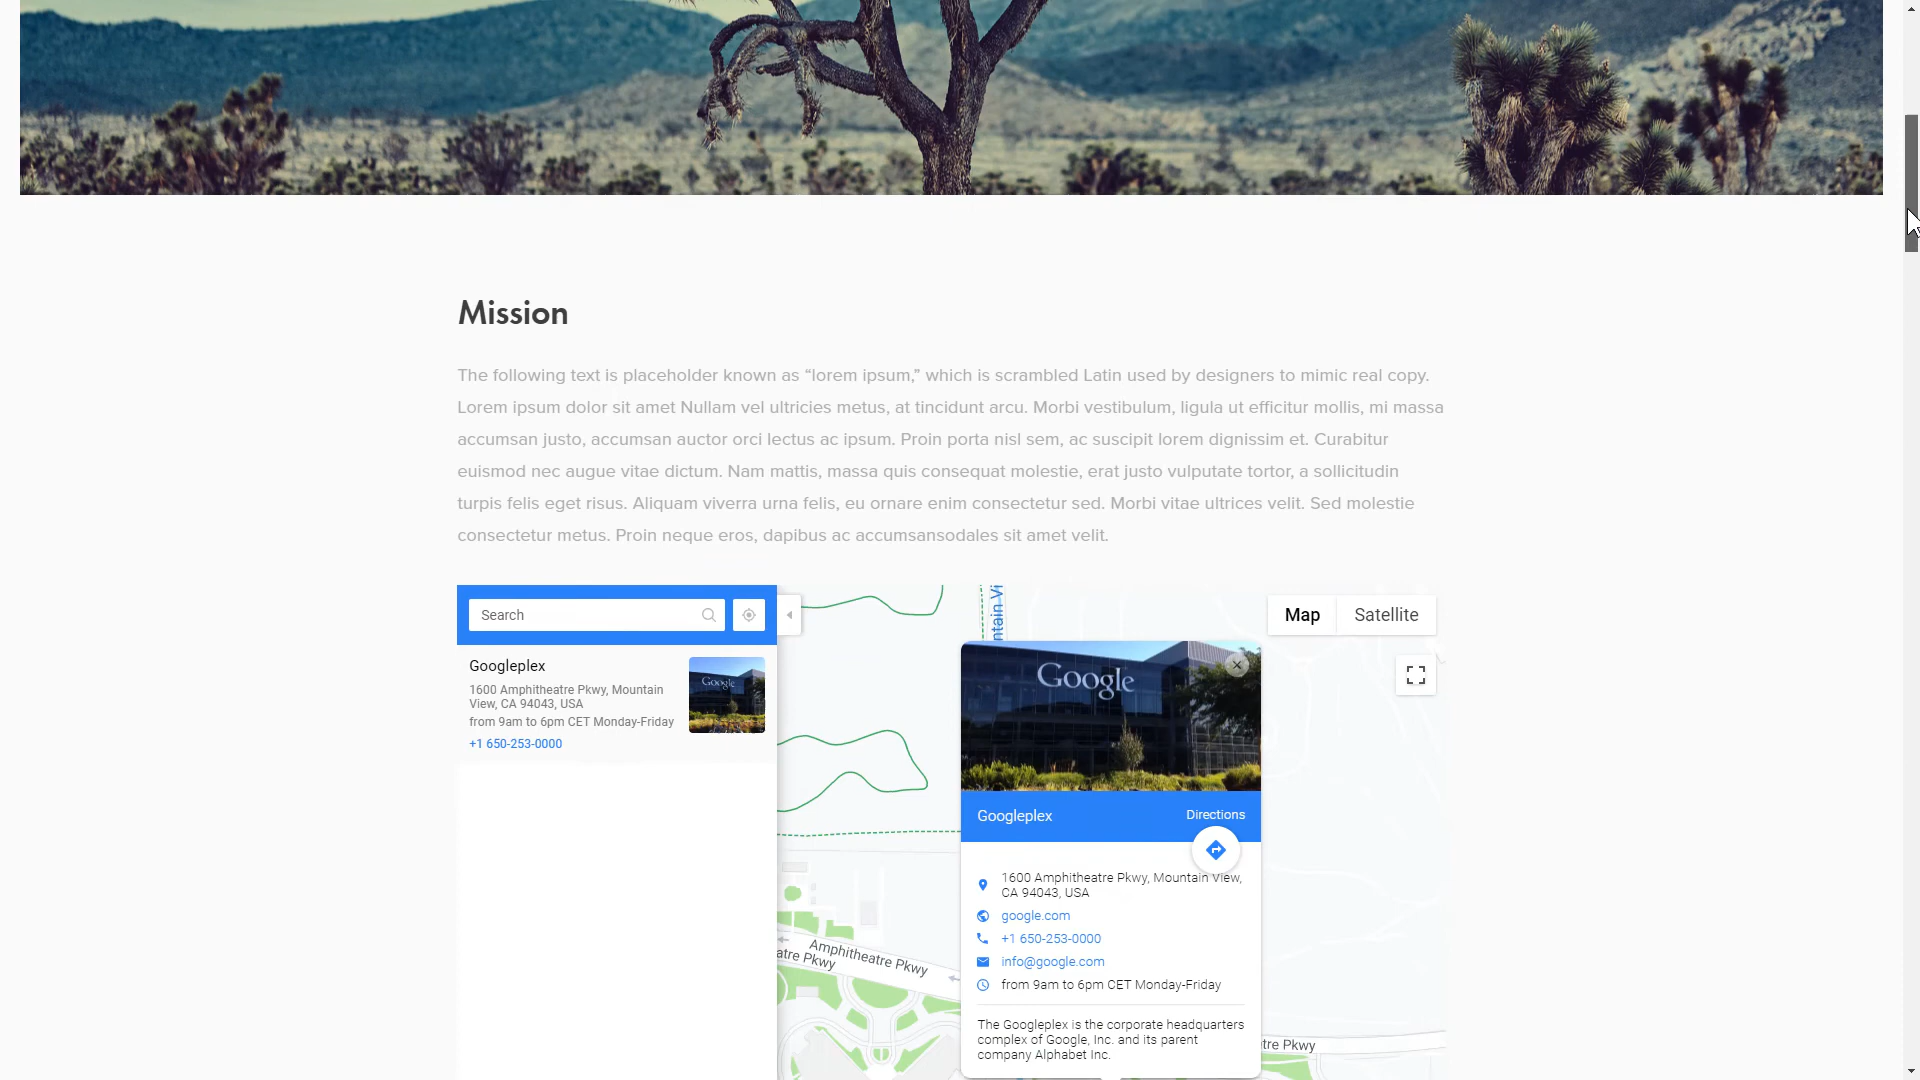 Mission
The following text is placeholder known as “lorem ipsum,” which is scrambled Latin used by designers to mimic real copy.
Lorem ipsum dolor sit amet Nullam vel ultricies metus, at tincidunt arcu. Morbi vestibulum, ligula ut efficitur mollis, mi massa
accumsan justo, accumsan auctor orci lectus ac ipsum. Proin porta nisl sem, ac suscipit lorem dignissim et. Curabitur
euismod nec augue vitae dictum. Nam mattis, massa quis consequat molestie, erat justo vulputate tortor, a sollicitudin
turpis felis eget risus. Aliquam viverra urna felis, eu ornare enim consectetur sed. Morbi vitae ultrices velit. Sed molestie
consectetur metus. Proin neque eros, dapibus ac accumsansodales sit amet velit.
Search
Googleplex
1600 Amphitheatre Pkwy, Mountain
View, CA 94043, USA
from 9am to 6pm CET Monday-Friday
+1 650-253-0000
Google
ntain Vi
Map
Satellite
Google
Googleplex
Directions
1600 Amphitheatre Pkwy, Mountain View,
CA 94043, USA
google.com
+1 650-253-0000
info@google.com
from 9am to 6pm CET Monday-Friday
The Googleplex is the corporate headquarters
complex of Google, Inc. and its parent
company Alphabet Inc.
Amphitheatre Pkwy
atre Pkwy
tre Pkwy